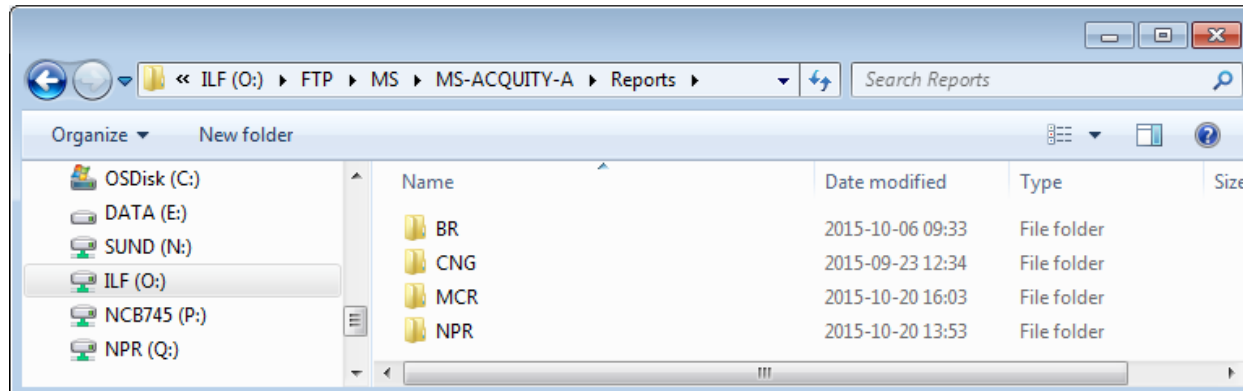 « ILF (O:) ▸ FTP ▸ MS ▸ MS-ACQUITY-A ▸ Reports ▸ Search Reports
Organize New folder
OSDisk (C:)
DATA (E:)
SUND (N:)
ILF (O:)
NCB745 (P:)
NPR (Q:)
Name Date modified Type Size
BR 2015-10-06 09:33 File folder
CNG 2015-09-23 12:34 File folder
MCR 2015-10-20 16:03 File folder
NPR 2015-10-20 13:53 File folder